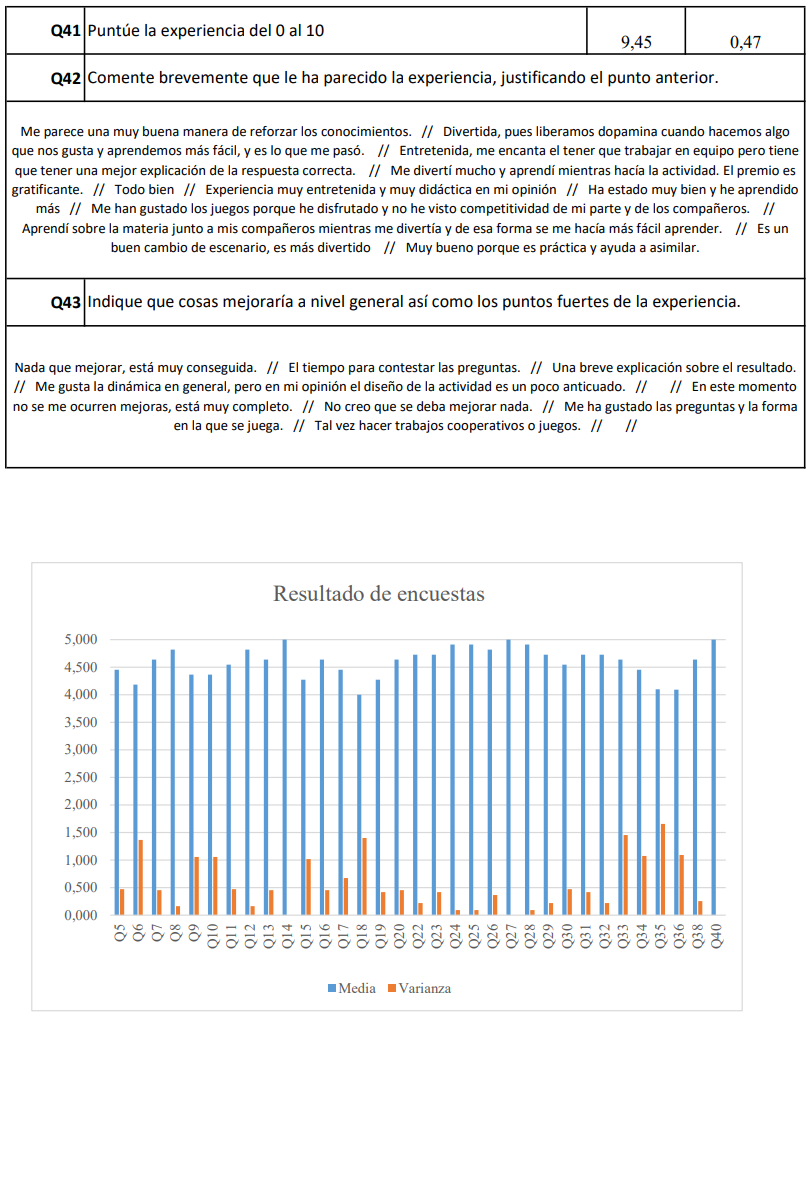 Q41 Puntúe la experiencia del 0 al 10 9,45 0,47
Q42 Comente brevemente que le ha parecido la experiencia, justificando el punto anterior.
Me parece una muy buena manera de reforzar los conocimientos. // Divertida, pues liberamos dopamina cuando hacemos algo
que nos gusta y aprendemos más fácil, y es lo que me pasó. // Entretenida, me encanta el tener que trabajar en equipo pero tiene
que tener una mejor explicación de la respuesta correcta. // Me divertí mucho y aprendí mientras hacía la actividad. El premio es
gratificante. // Todo bien // Experiencia muy entretenida y muy didáctica en mi opinión // Ha estado muy bien y he aprendido
más // Me han gustado los juegos porque he disfrutado y no he visto competitividad de mi parte y de los compañeros. //
Aprendí sobre la materia junto a mis compañeros mientras me divertía y de esa forma se me hacía más fácil aprender. // Es un
buen cambio de escenario, es más divertido // Muy bueno porque es práctica y ayuda a asimilar.
Q43 Indique que cosas mejoraría a nivel general así como los puntos fuertes de la experiencia.
Nada que mejorar, está muy conseguida. // El tiempo para contestar las preguntas. // Una breve explicación sobre el resultado.
// Me gusta la dinámica en general, pero en mi opinión el diseño de la actividad es un poco anticuado. // // En este momento
no se me ocurren mejoras, está muy completo. // No creo que se deba mejorar nada. // Me ha gustado las preguntas y la forma
en la que se juega. // Tal vez hacer trabajos cooperativos o juegos. // //
Resultado de encuestas
5,000
4,500
4,000
3,500
3,000
2,500
2,000
1,500
1,000
0,500
0,000
Q5 Q6 Q7 Q8 Q9 Q10 Q11 Q12 Q13 Q14 Q15 Q16 Q17 Q18 Q19 Q20 Q22 Q23 Q24 Q25 Q26 Q27 Q28 Q29 Q30 Q31 Q32 Q33 Q34 Q35 Q36 Q38 Q40
Media Varianza